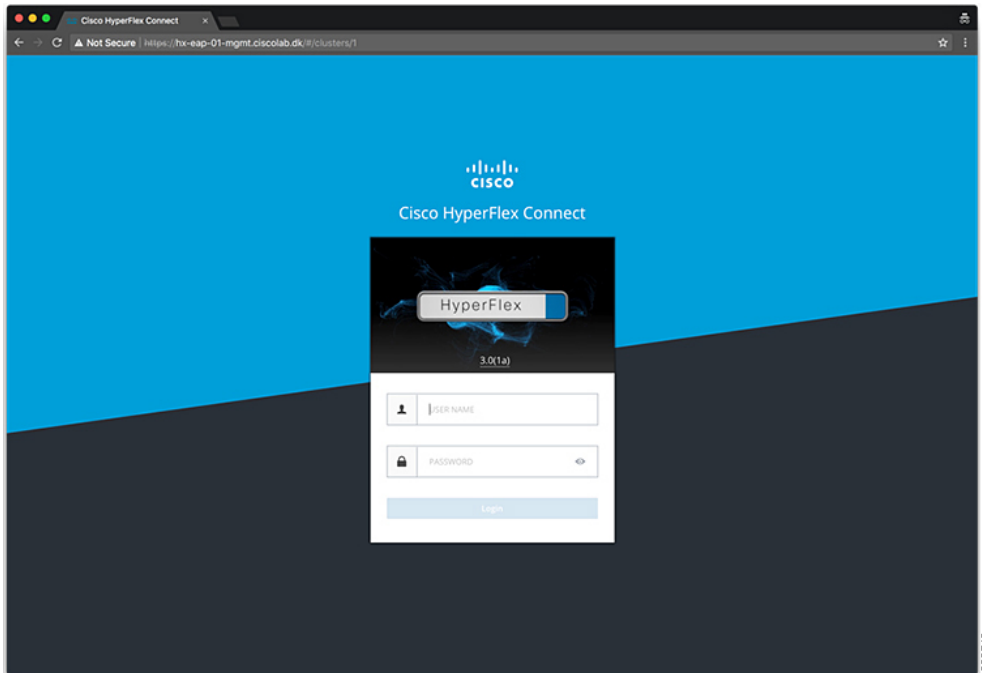 Cisco HyperFlex Connect
Not Secure https://hx-eap-01-mgmt.ciscolab.dk/#/clusters/1
CISCO
Cisco HyperFlex Connect
HyperFlex
3.0(1a)
USER NAME
PASSWORD
Login